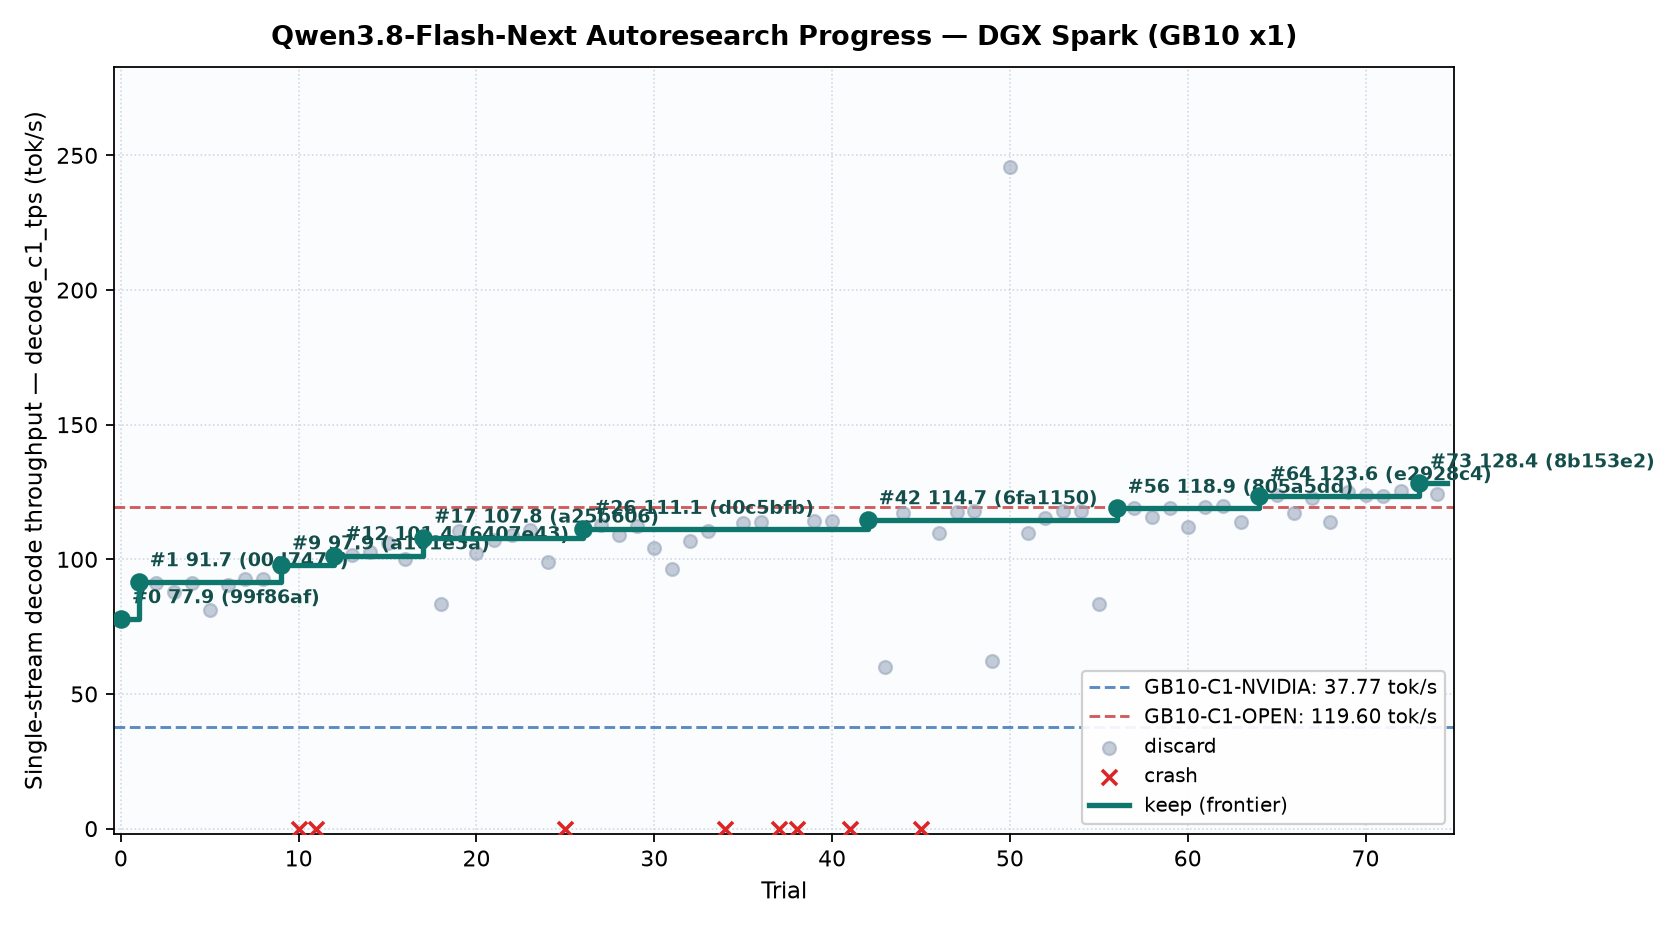 Qwen3.8-Flash-Next Autoresearch Progress — DGX Spark (GB10 x1)
Single-stream decode throughput — decode_c1_tps (tok/s)
250
200
150
100
50
0
#73 128.4 (8b153e2)
#64 123.6 (e2928c4)
#56 118.9 (805a5dd)
#42 114.7 (6fa1150)
#26 111.1 (d0c5bfb)
#17 107.8 (a25b606)
#12 101.4 (6407e43)
#9 97.9
#1 91.7
#0 77.9 (99f86af)
GB10-C1-NVIDIA: 37.77 tok/s
GB10-C1-OPEN: 119.60 tok/s
discard
crash
keep (frontier)
0 10 20 30 40 50 60 70
Trial